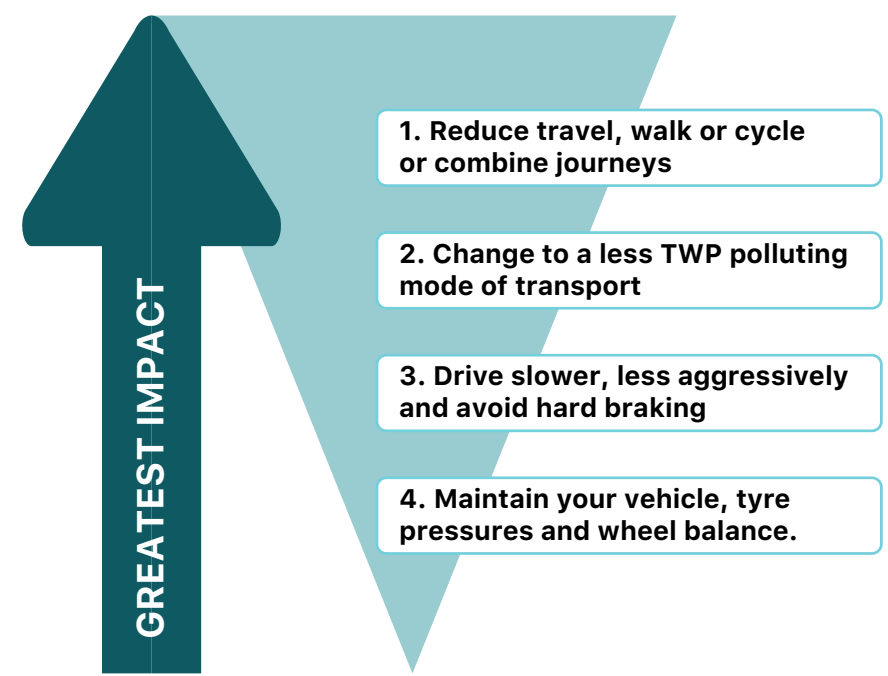 GREATEST IMPACT
1. Reduce travel, walk or cycle
or combine journeys
2. Change to a less TWP polluting
mode of transport
3. Drive slower, less aggressively
and avoid hard braking
4. Maintain your vehicle, tyre
pressures and wheel balance.